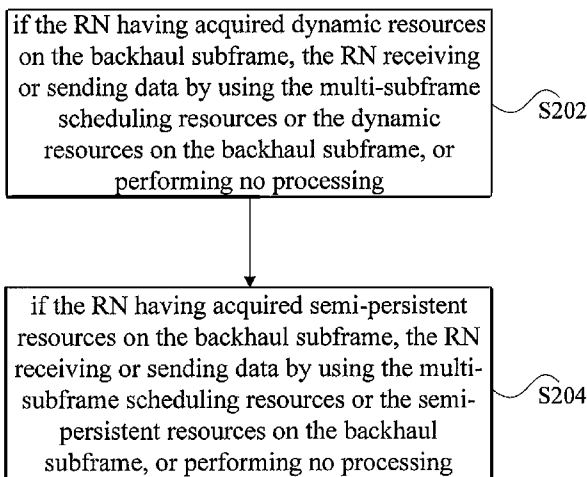 if the RN having acquired dynamic resources
on the backhaul subframe, the RN receiving
or sending data by using the multi-subframe
scheduling resources or the dynamic
resources on the backhaul subframe, or
performing no processing
S202
if the RN having acquired semi-persistent
resources on the backhaul subframe, the RN
receiving or sending data by using the multi-
subframe scheduling resources or the semi-
persistent resources on the backhaul
subframe, or performing no processing
S204